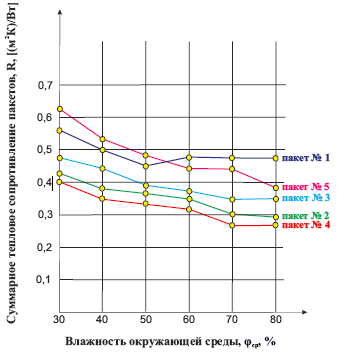 Суммарное тепловое сопротивление пакетов, R, [(м²К)/Вт]
0,7
0,6
0,5
0,4
0,3
0,2
0,1
пакет № 1
пакет № 5
пакет № 3
пакет № 2
пакет № 4
30 40 50 60 70 80
Влажность окружающей среды, φср, %